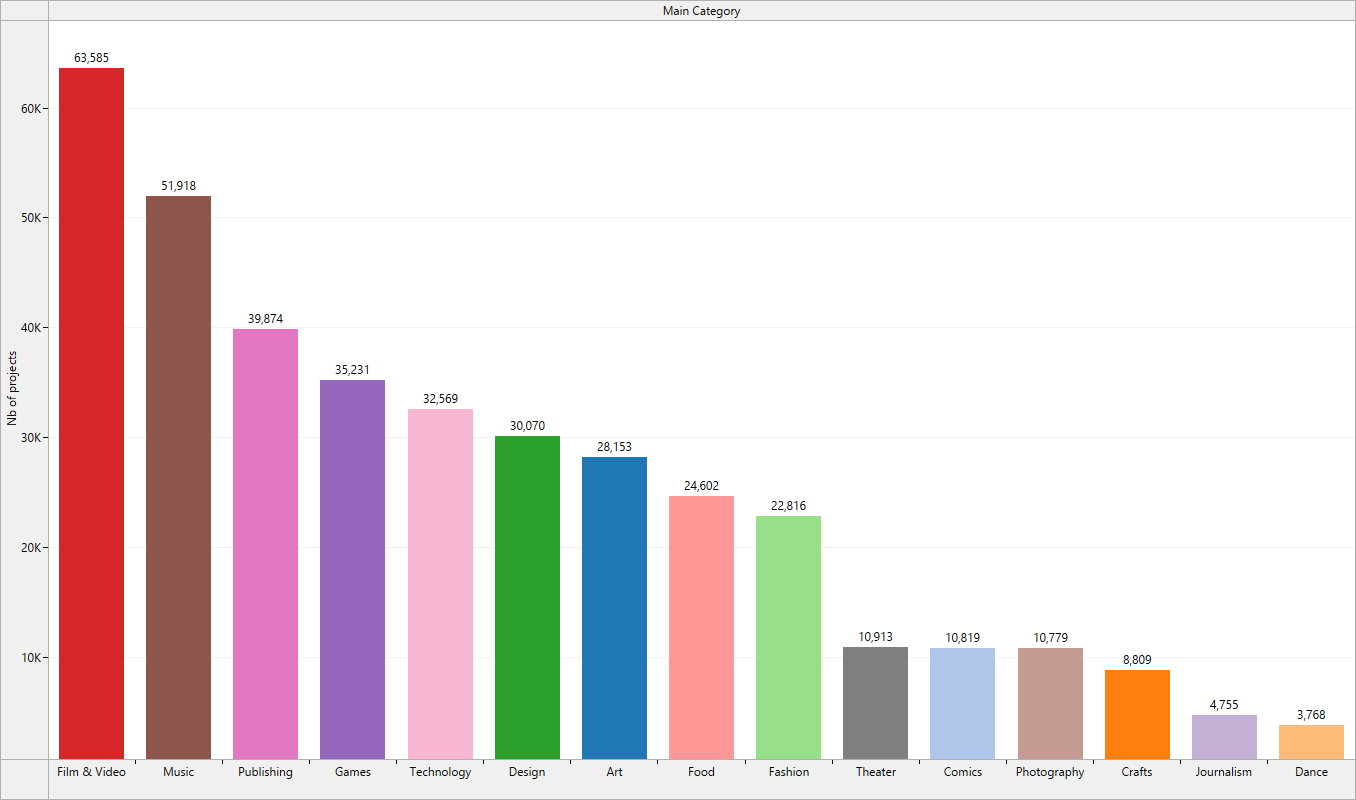 Main Category
Nb of projects
60K
50K
40K
30K
20K
10K
63,585
51,918
39,874
35,231
32,569
30,070
28,153
24,602
22,816
10,913
10,819
10,779
8,809
4,755
3,768
Film & Video
Music
Publishing
Games
Technology
Design
Art
Food
Fashion
Theater
Comics
Photography
Crafts
Journalism
Dance